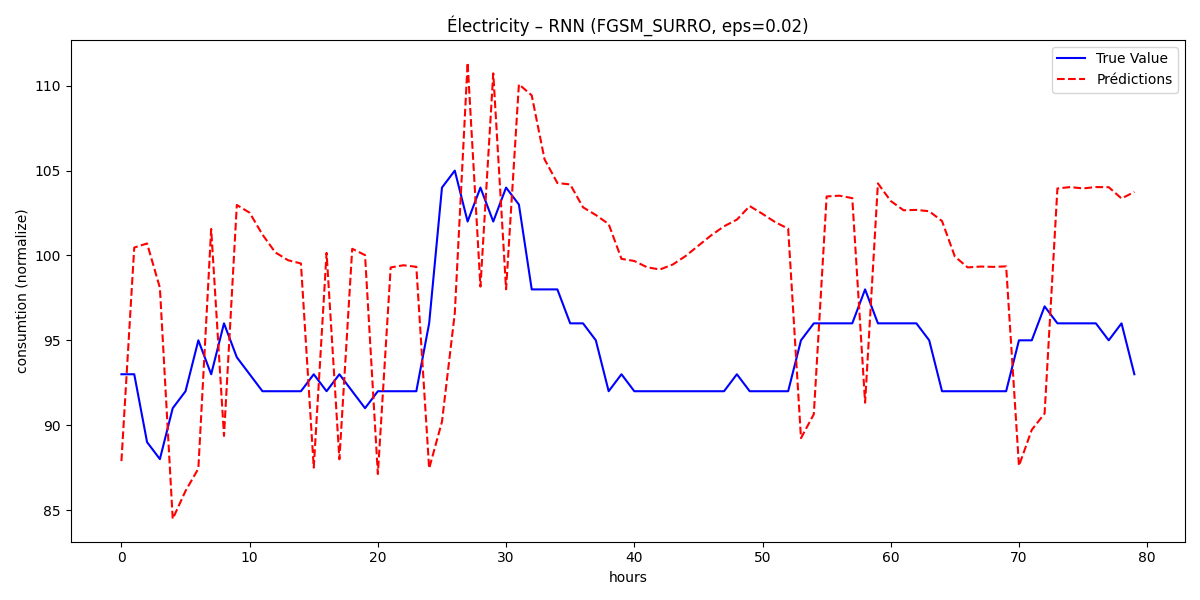 Électricity – RNN (FGSM_SURRO, eps=0.02)
True Value
Prédictions
consumtion (normalize)
110
105
100
95
90
85
0 10 20 30 40 50 60 70 80
hours